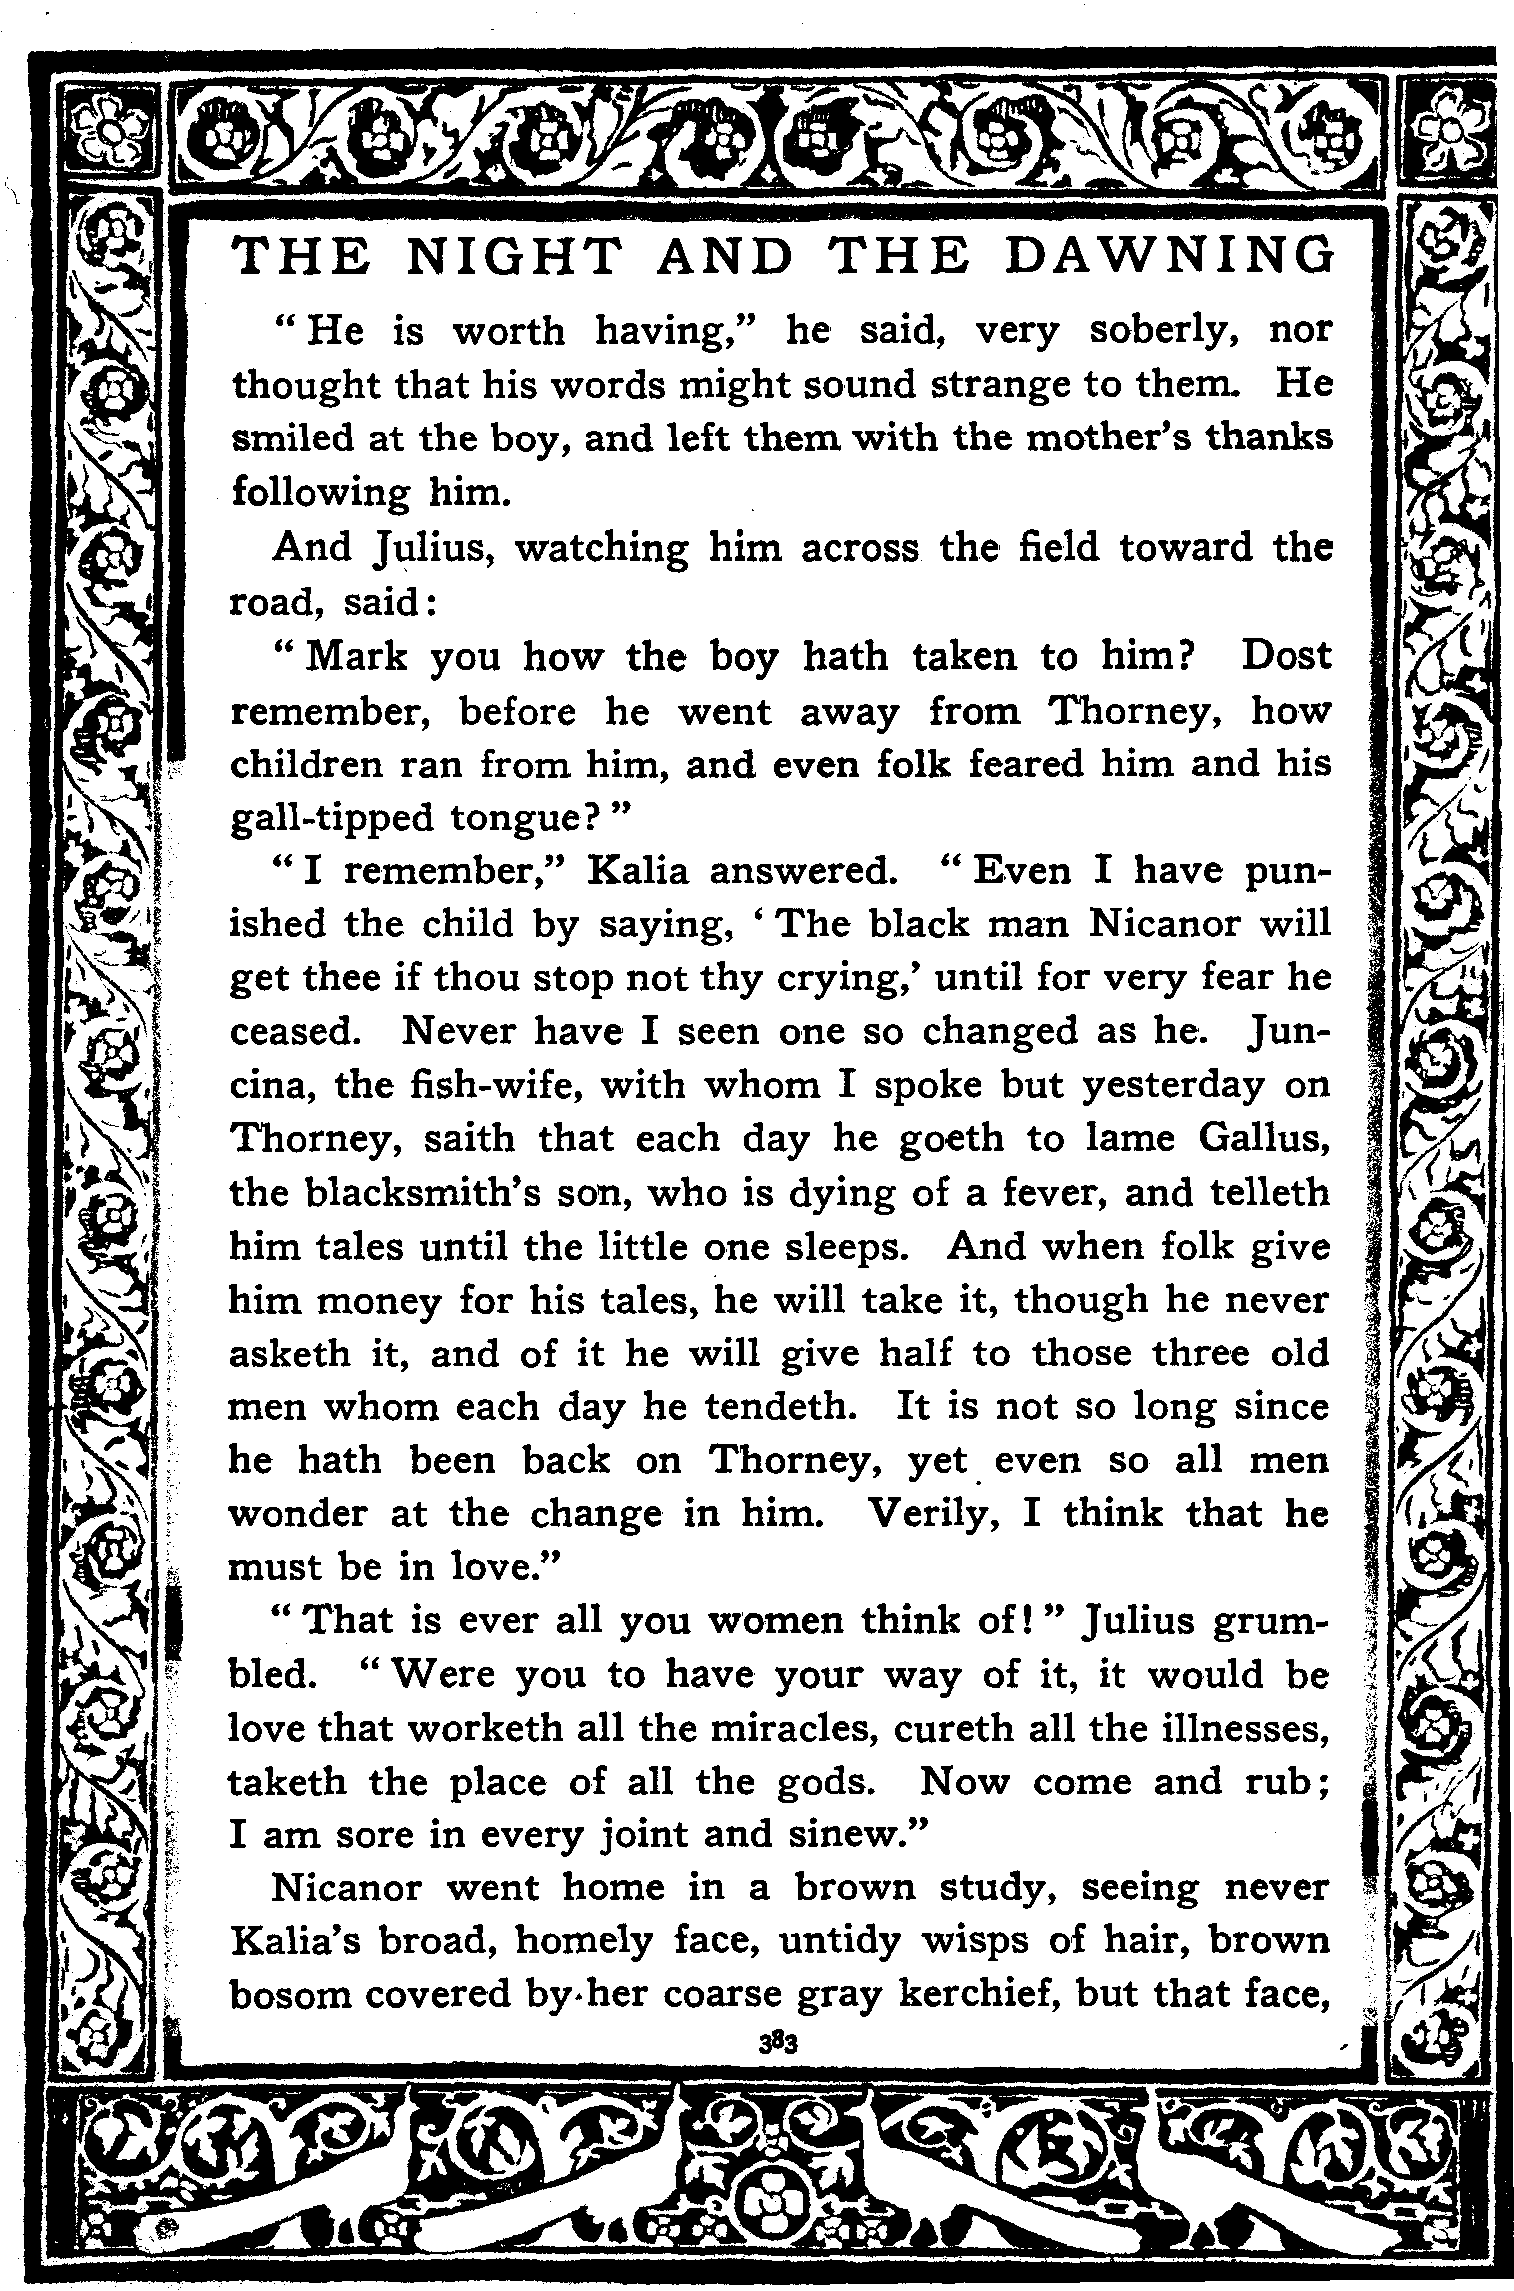 THE NIGHT AND THE DAWNING
“He is worth having,” he said, very soberly, nor
thought that his words might sound strange to them. He
smiled at the boy, and left them with the mother’s thanks
following him.
And Julius, watching him across the field toward the
road, said:
“Mark you how the boy hath taken to him? Dost
remember, before he went away from Thorney, how
children ran from him, and even folk feared him and his
gall-tipped tongue?”
“I remember,” Kalia answered. “Even I have pun-
ished the child by saying, ‘The black man Nicanor will
get thee if thou stop not thy crying,’ until for very fear he
ceased. Never have I seen one so changed as he. Jun-
cina, the fish-wife, with whom I spoke but yesterday on
Thorney, saith that each day he goeth to lame Gallus,
the blacksmith’s son, who is dying of a fever, and telleth
him tales until the little one sleeps. And when folk give
him money for his tales, he will take it, though he never
asketh it, and of it he will give half to those three old
men whom each day he tendeth. It is not so long since
he hath been back on Thorney, yet even so all men
wonder at the change in him. Verily, I think that he
must be in love.”
“That is ever all you women think of!” Julius grum-
bled. “Were you to have your way of it, it would be
love that worketh all the miracles, cureth all the illnesses,
taketh the place of all the gods. Now come and rub;
I am sore in every joint and sinew.”
Nicanor went home in a brown study, seeing never
Kalia’s broad, homely face, untidy wisps of hair, brown
bosom covered by her coarse gray kerchief, but that face,
383